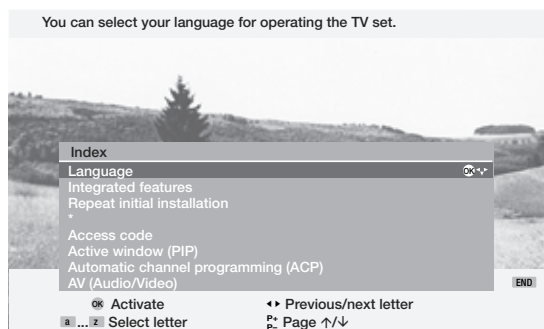 You can select your language for operating the TV set.
Index
Language OK
Integrated features
Repeat initial installation
*
Access code
Active window (PIP)
Automatic channel programming (ACP)
AV (Audio/Video)
END
OK Activate
Previous/next letter
a ... z Select letter
P+ P– Page ↑/↓